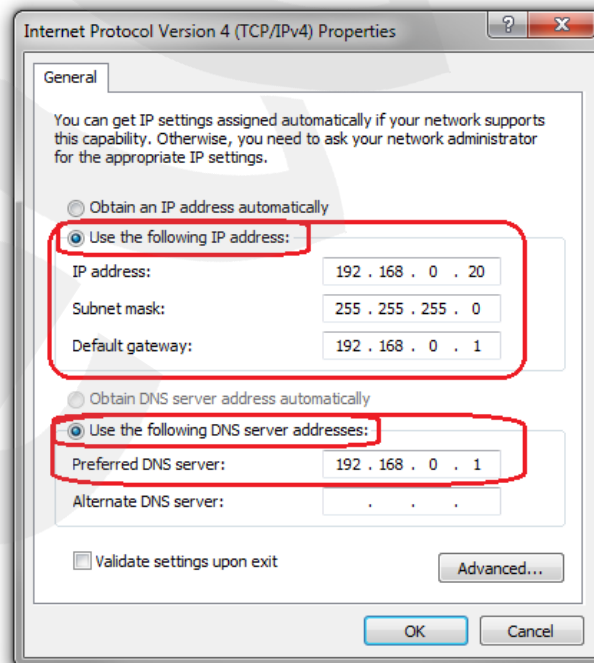 Internet Protocol Version 4 (TCP/IPv4) Properties
General
You can get IP settings assigned automatically if your network supports
this capability. Otherwise, you need to ask your network administrator
for the appropriate IP settings.
Obtain an IP address automatically
Use the following IP address:
IP address: 192 . 168 . 0 . 20
Subnet mask: 255 . 255 . 255 . 0
Default gateway: 192 . 168 . 0 . 1
Obtain DNS server address automatically
Use the following DNS server addresses:
Preferred DNS server: 192 . 168 . 0 . 1
Alternate DNS server: . . .
Validate settings upon exit
Advanced...
OK Cancel